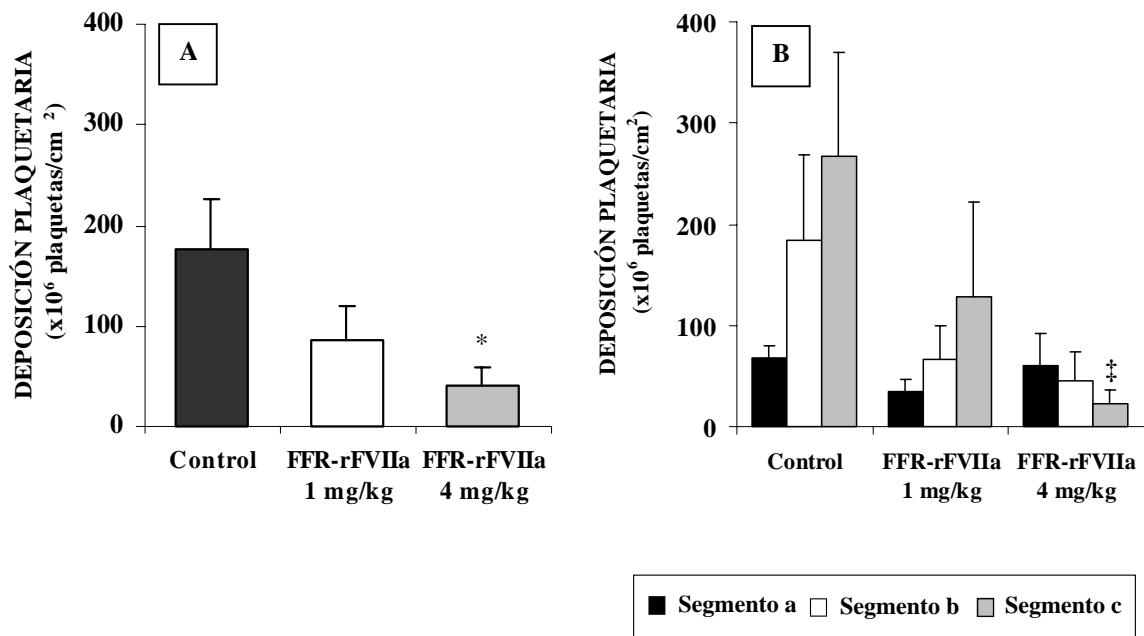 A
DEPOSICIÓN PLAQUETARIA
(x10⁶ plaquetas/cm ²)
400
300
200
100
0
*
Control
FFR-rFVIIa
1 mg/kg
FFR-rFVIIa
4 mg/kg
B
DEPOSICIÓN PLAQUETARIA
(x10⁶ plaquetas/cm²)
400
300
200
100
0
‡
Control
FFR-rFVIIa
1 mg/kg
FFR-rFVIIa
4 mg/kg
Segmento a Segmento b Segmento c